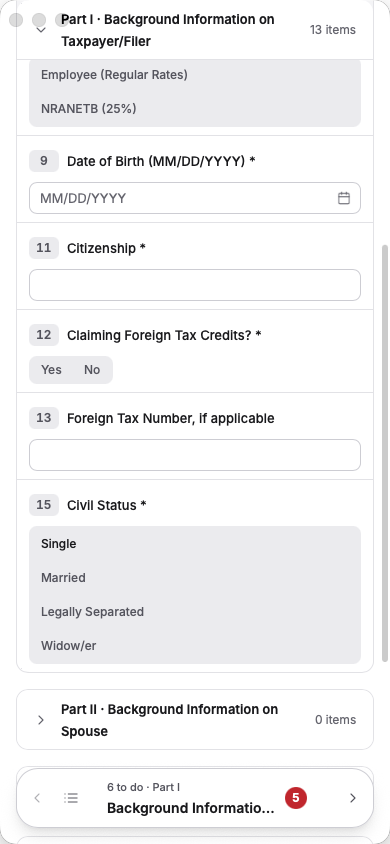 Part I · Background Information on
Taxpayer/Filer
13 items
Employee (Regular Rates)
NRANETB (25%)
9 Date of Birth (MM/DD/YYYY) *
MM/DD/YYYY
11 Citizenship *
12 Claiming Foreign Tax Credits? *
Yes No
13 Foreign Tax Number, if applicable
15 Civil Status *
Single
Married
Legally Separated
Widow/er
Part II · Background Information on
Spouse
0 items
6 to do · Part I
Background Informatio...
5